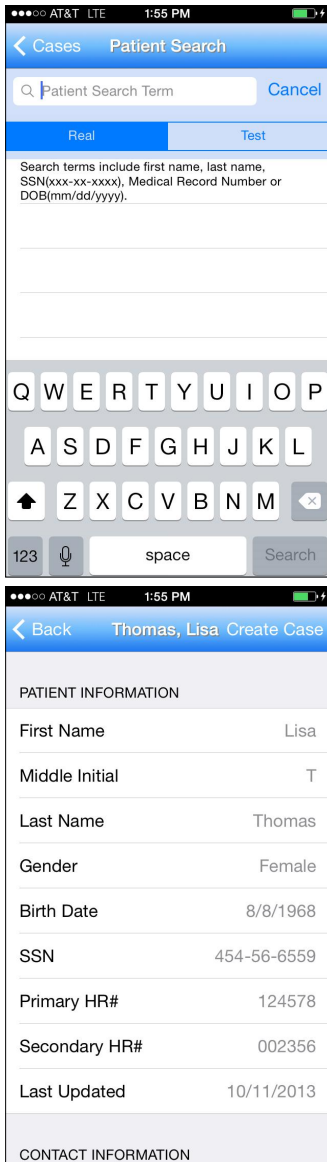 AT&T LTE 1:55 PM
Cases Patient Search
Patient Search Term Cancel
Real Test
Search terms include first name, last name,
SSN(xxx-xx-xxxx), Medical Record Number or
DOB(mm/dd/yyyy).
Q W E R T Y U I O P
A S D F G H J K L
Z X C V B N M
123 space Search
AT&T LTE 1:55 PM
Back Thomas, Lisa Create Case
PATIENT INFORMATION
First Name Lisa
Middle Initial T
Last Name Thomas
Gender Female
Birth Date 8/8/1968
SSN 454-56-6559
Primary HR# 124578
Secondary HR# 002356
Last Updated 10/11/2013
CONTACT INFORMATION